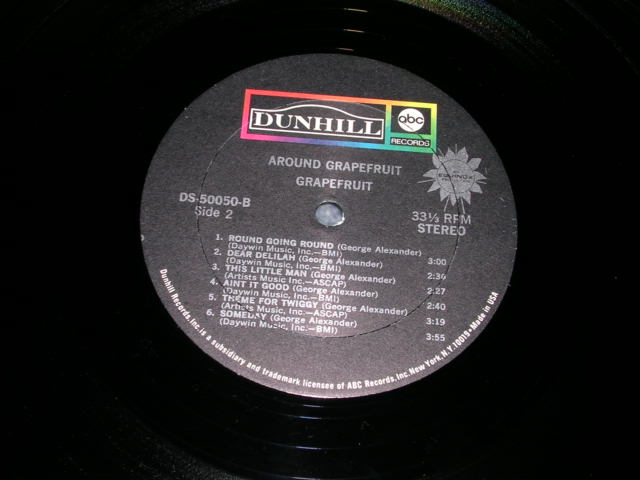 DUNHILL
abc
RECORDS
AROUND GRAPEFRUIT
GRAPEFRUIT
EQUINOX
DS-50050-B
Side 2
33⅓ RPM
STEREO
1. ROUND GOING ROUND (George Alexander)
(Daywin Music, Inc.—BMI) 3:00
2. DEAR DELILAH (George Alexander)
(Daywin Music, Inc.—BMI) 2:34
3. THIS LITTLE MAN (George Alexander)
(Artists Music Inc.—ASCAP) 2:27
4. AINT IT GOOD (George Alexander)
(Daywin Music, Inc.—BMI) 2:40
5. THEME FOR TWIGGY (George Alexander)
(Artists Music, Inc.—ASCAP) 3:19
6. SOMEDAY (George Alexander)
(Daywin Music, Inc.—BMI) 3:55
Dunhill Records, Inc. is a subsidiary and trademark licensee of ABC Records, Inc. New York, N.Y. 10019 • Made in USA